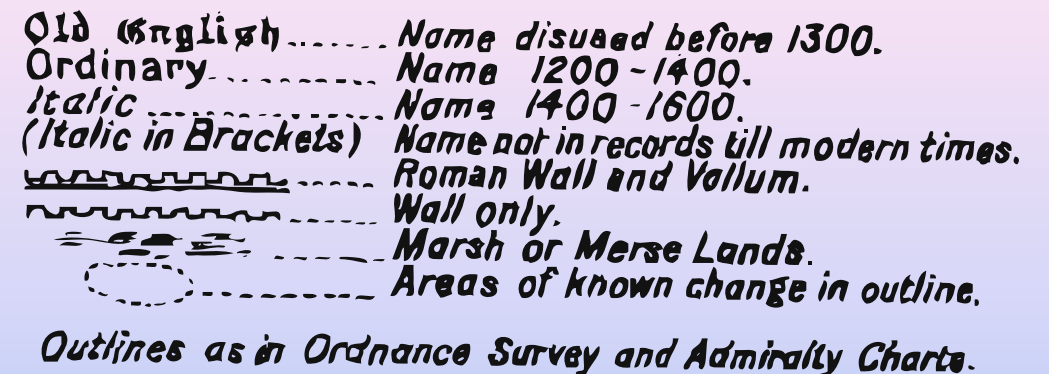 Old English ........ Name disused before 1300.
Ordinary ........ Name 1200-1400.
Italic ........ Name 1400-1600.
(Italic in Brackets) Name not in records till modern times.
........ Roman Wall and Vallum.
........ Wall only.
........ Marsh or Merse Lands.
........ Areas of known change in outline.
Outlines as in Ordnance Survey and Admiralty Charts.